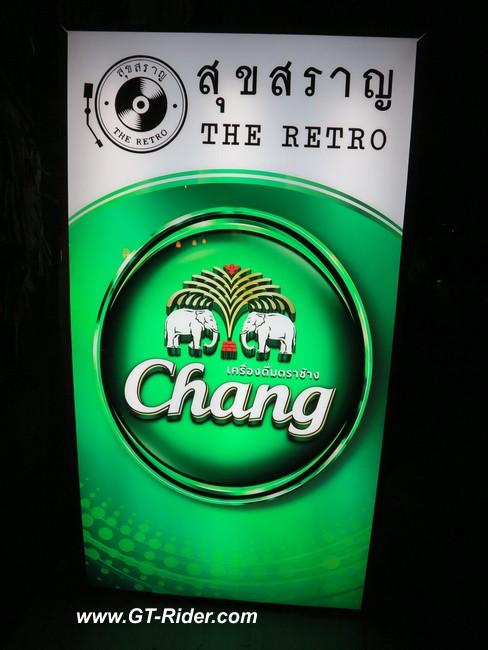 สุขสราญ
THE RETRO
สุขสราญ
THE RETRO
เครื่องดื่มตราช้าง
Chang
www.GT-Rider.com